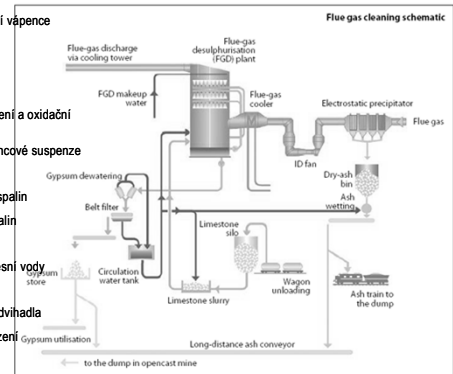 í vápence
Flue gas cleaning schematic
Flue-gas discharge
via cooling tower
Flue-gas
desulphurisation
(FGD) plant
FGD makeup
water
Flue-gas
cooler
Electrostatic precipitator
Flue gas
ení a oxidační
ncové suspenze
ID fan
Gypsum dewatering
Dry-ash
bin
Ash
wetting
spalin
alin
Belt filter
Limestone
silo
esní vody
Gypsum
store
Circulation
water tank
Wagon
unloading
Limestone slurry
Ash train to
the dump
dvihadla
zení
Gypsum utilisation
Long-distance ash conveyor
to the dump in opencast mine